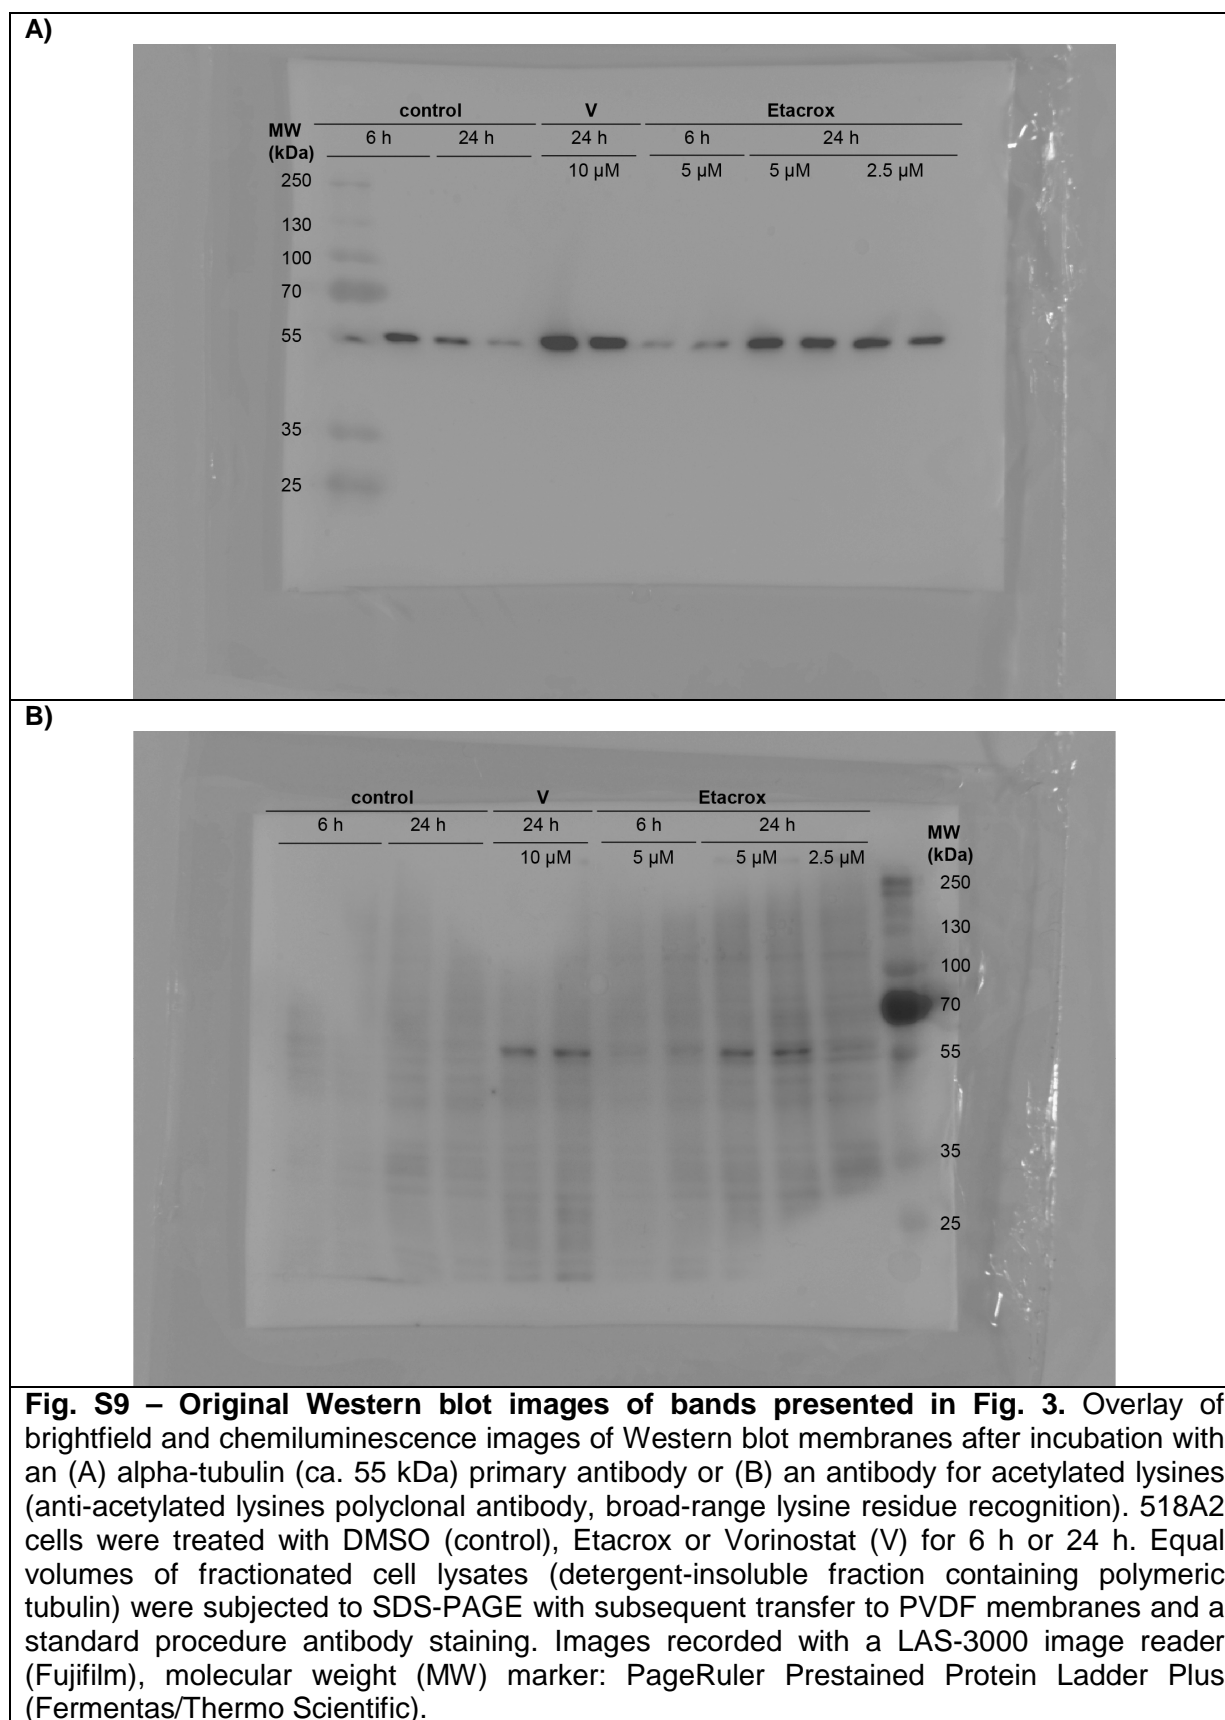 A)
control V Etacrox
MW
(kDa)
6 h 24 h 24 h 6 h 24 h
10 µM 5 µM 5 µM 2.5 µM
250
130
100
70
55
35
25
B)
control V Etacrox
6 h 24 h 24 h 6 h 24 h
MW
(kDa)
10 µM 5 µM 5 µM 2.5 µM
250
130
100
70
55
35
25
Fig. S9 – Original Western blot images of bands presented in Fig. 3. Overlay of
brightfield and chemiluminescence images of Western blot membranes after incubation with
an (A) alpha-tubulin (ca. 55 kDa) primary antibody or (B) an antibody for acetylated lysines
(anti-acetylated lysines polyclonal antibody, broad-range lysine residue recognition). 518A2
cells were treated with DMSO (control), Etacrox or Vorinostat (V) for 6 h or 24 h. Equal
volumes of fractionated cell lysates (detergent-insoluble fraction containing polymeric
tubulin) were subjected to SDS-PAGE with subsequent transfer to PVDF membranes and a
standard procedure antibody staining. Images recorded with a LAS-3000 image reader
(Fujifilm), molecular weight (MW) marker: PageRuler Prestained Protein Ladder Plus
(Fermentas/Thermo Scientific).